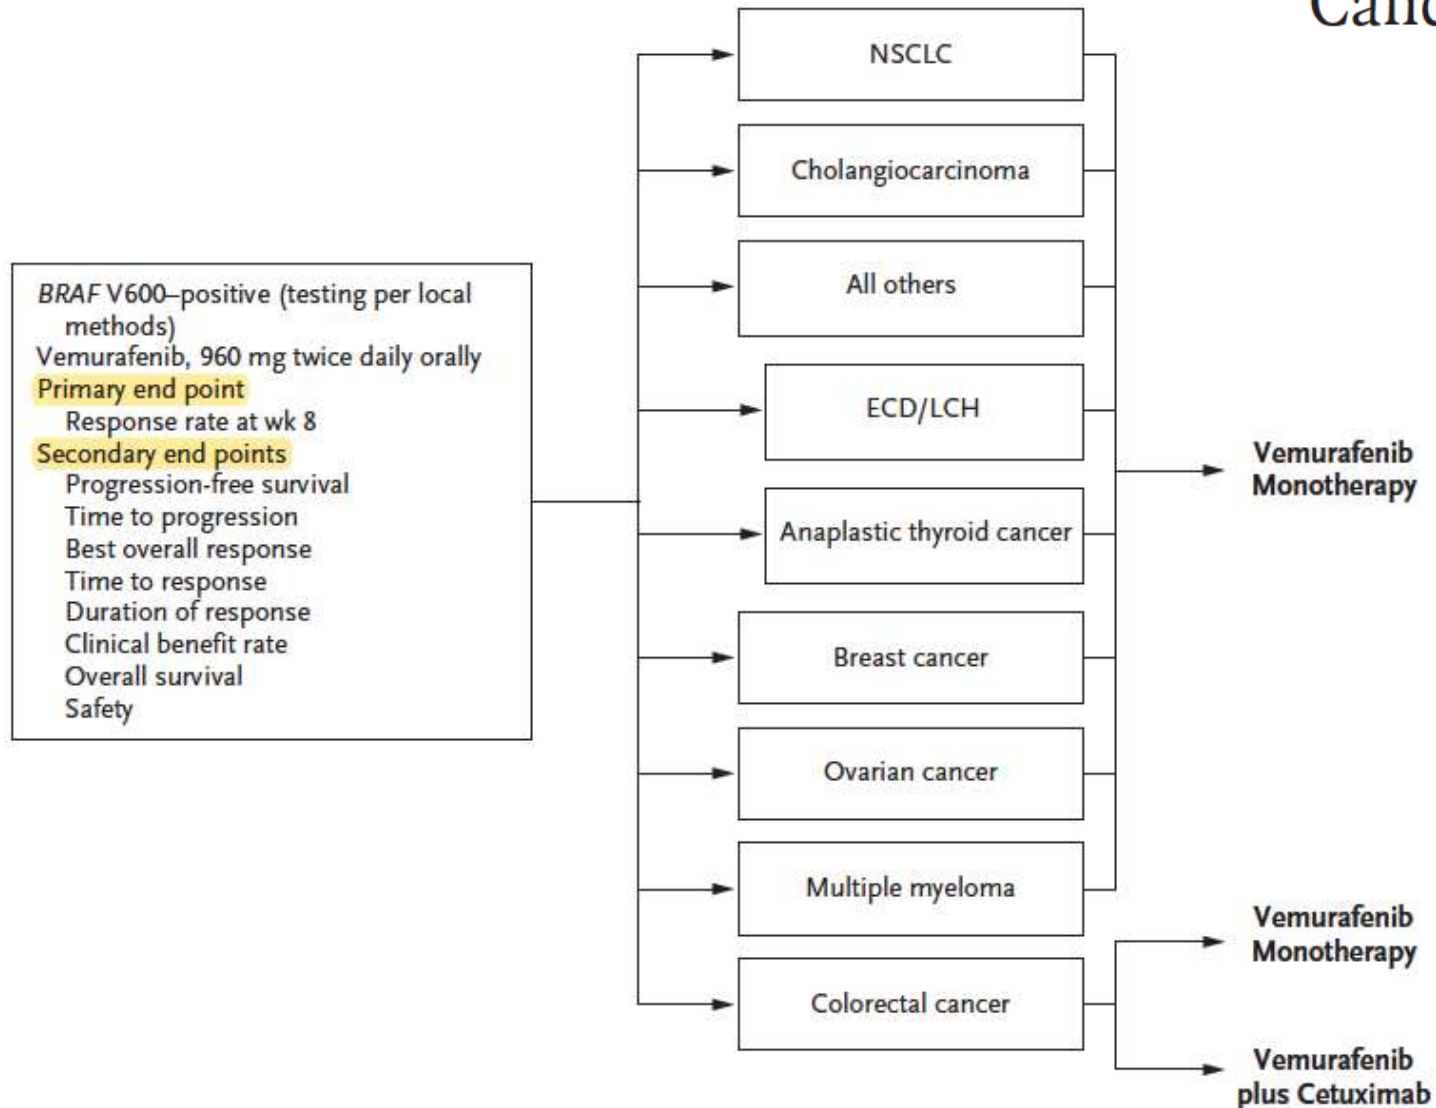 Canc
NSCLC
Cholangiocarcinoma
All others
ECD/LCH
Anaplastic thyroid cancer
Breast cancer
Ovarian cancer
Multiple myeloma
Colorectal cancer
BRAF V600–positive (testing per local
methods)
Vemurafenib, 960 mg twice daily orally
Primary end point
Response rate at wk 8
Secondary end points
Progression-free survival
Time to progression
Best overall response
Time to response
Duration of response
Clinical benefit rate
Overall survival
Safety
Vemurafenib
Monotherapy
Vemurafenib
Monotherapy
Vemurafenib
plus Cetuximab